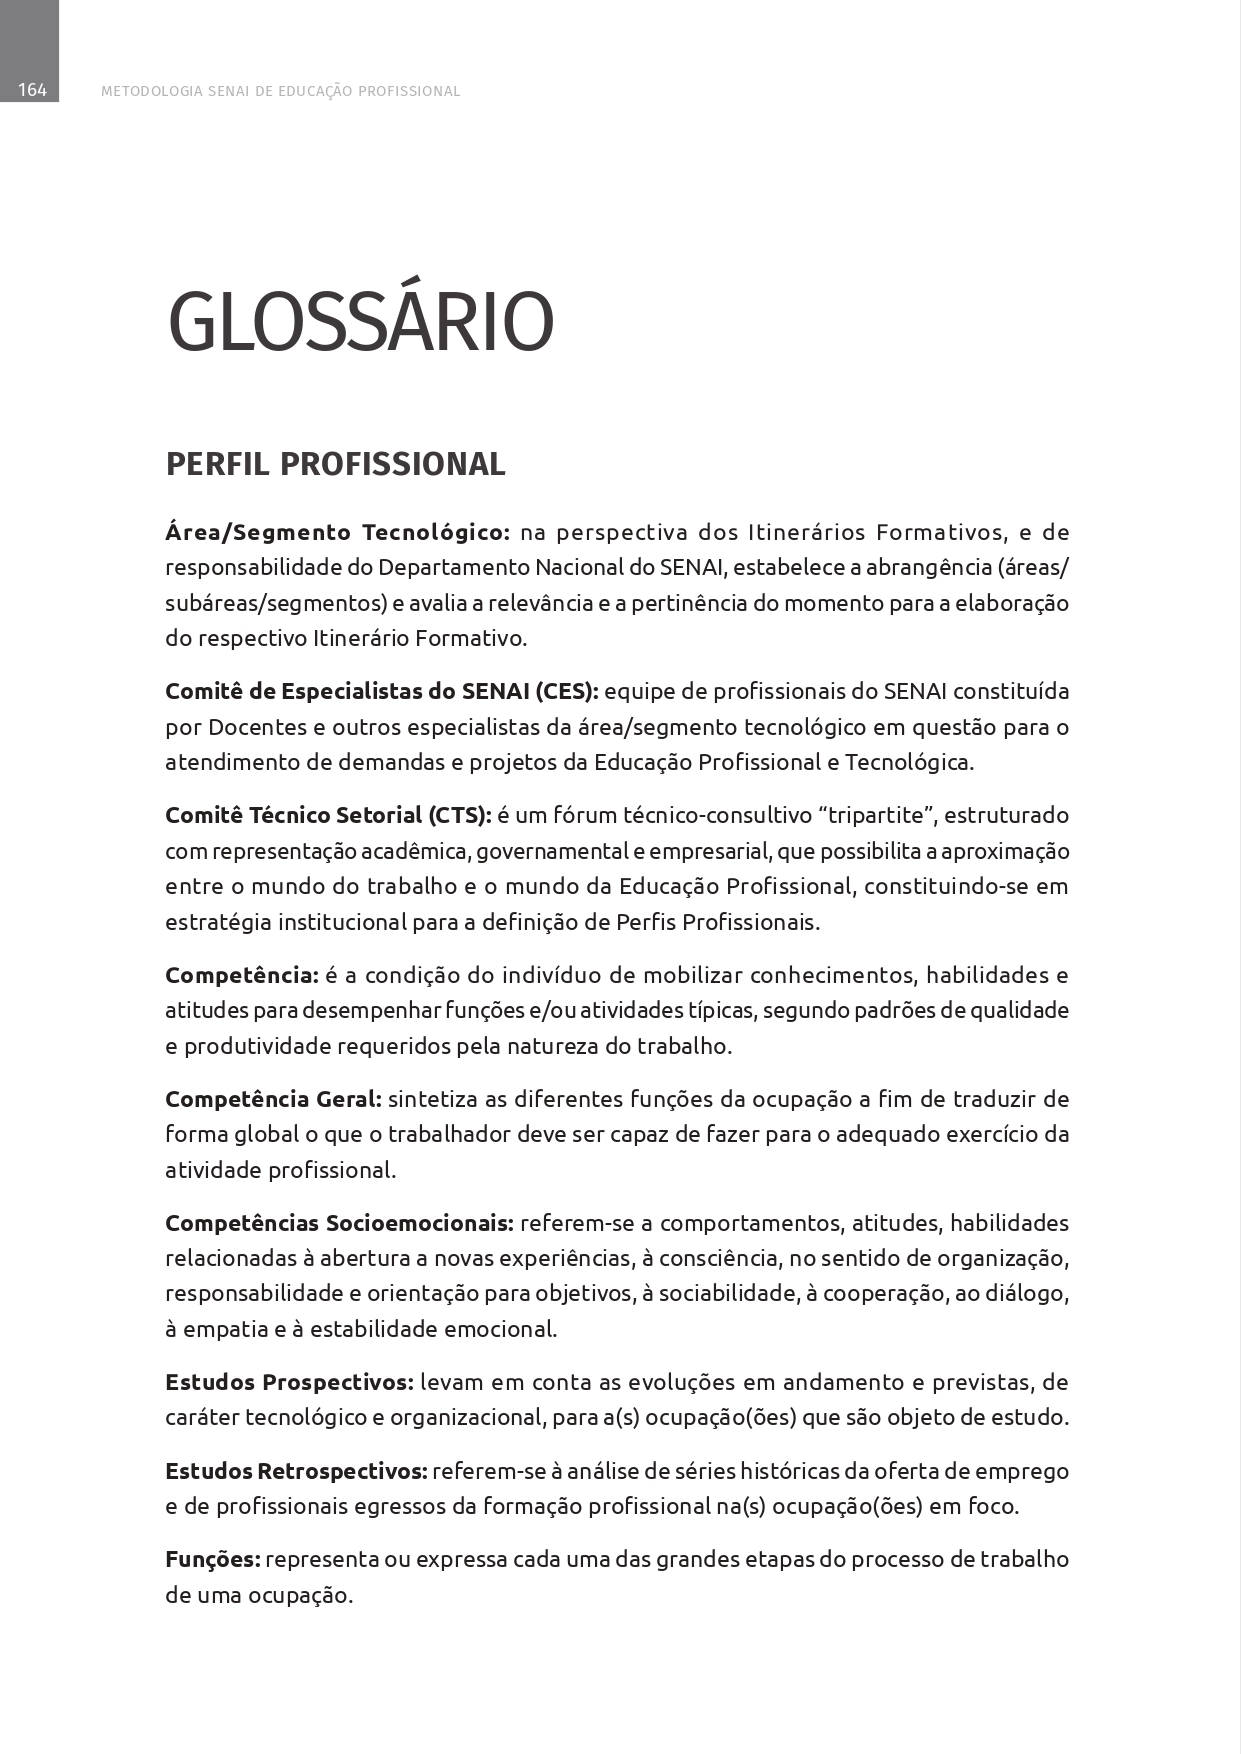 164
METODOLOGIA SENAI DE EDUCAÇÃO PROFISSIONAL
GLOSSÁRIO
PERFIL PROFISSIONAL
Área/Segmento Tecnológico: na perspectiva dos Itinerários Formativos, e de
responsabilidade do Departamento Nacional do SENAI, estabelece a abrangência (áreas/
subáreas/segmentos) e avalia a relevância e a pertinência do momento para a elaboração
do respectivo Itinerário Formativo.
Comitê de Especialistas do SENAI (CES): equipe de profissionais do SENAI constituída
por Docentes e outros especialistas da área/segmento tecnológico em questão para o
atendimento de demandas e projetos da Educação Profissional e Tecnológica.
Comitê Técnico Setorial (CTS): é um fórum técnico-consultivo “tripartite”, estruturado
com representação acadêmica, governamental e empresarial, que possibilita a aproximação
entre o mundo do trabalho e o mundo da Educação Profissional, constituindo-se em
estratégia institucional para a definição de Perfis Profissionais.
Competência: é a condição do indivíduo de mobilizar conhecimentos, habilidades e
atitudes para desempenhar funções e/ou atividades típicas, segundo padrões de qualidade
e produtividade requeridos pela natureza do trabalho.
Competência Geral: sintetiza as diferentes funções da ocupação a fim de traduzir de
forma global o que o trabalhador deve ser capaz de fazer para o adequado exercício da
atividade profissional.
Competências Socioemocionais: referem-se a comportamentos, atitudes, habilidades
relacionadas à abertura a novas experiências, à consciência, no sentido de organização,
responsabilidade e orientação para objetivos, à sociabilidade, à cooperação, ao diálogo,
à empatia e à estabilidade emocional.
Estudos Prospectivos: levam em conta as evoluções em andamento e previstas, de
caráter tecnológico e organizacional, para a(s) ocupação(ões) que são objeto de estudo.
Estudos Retrospectivos: referem-se à análise de séries históricas da oferta de emprego
e de profissionais egressos da formação profissional na(s) ocupação(ões) em foco.
Funções: representa ou expressa cada uma das grandes etapas do processo de trabalho
de uma ocupação.